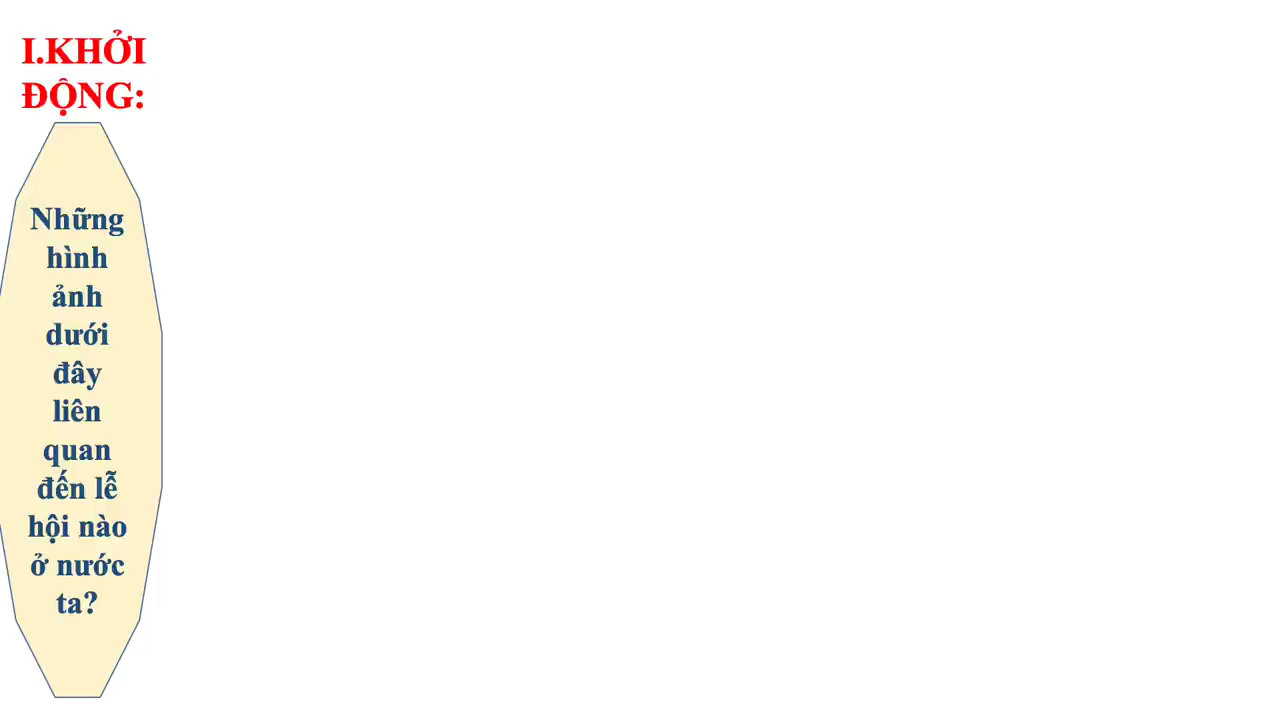 I.KHỞI
ĐỘNG:
Những
hình
ảnh
dưới
đây
liên
quan
đến lễ
hội nào
ở nước
ta?